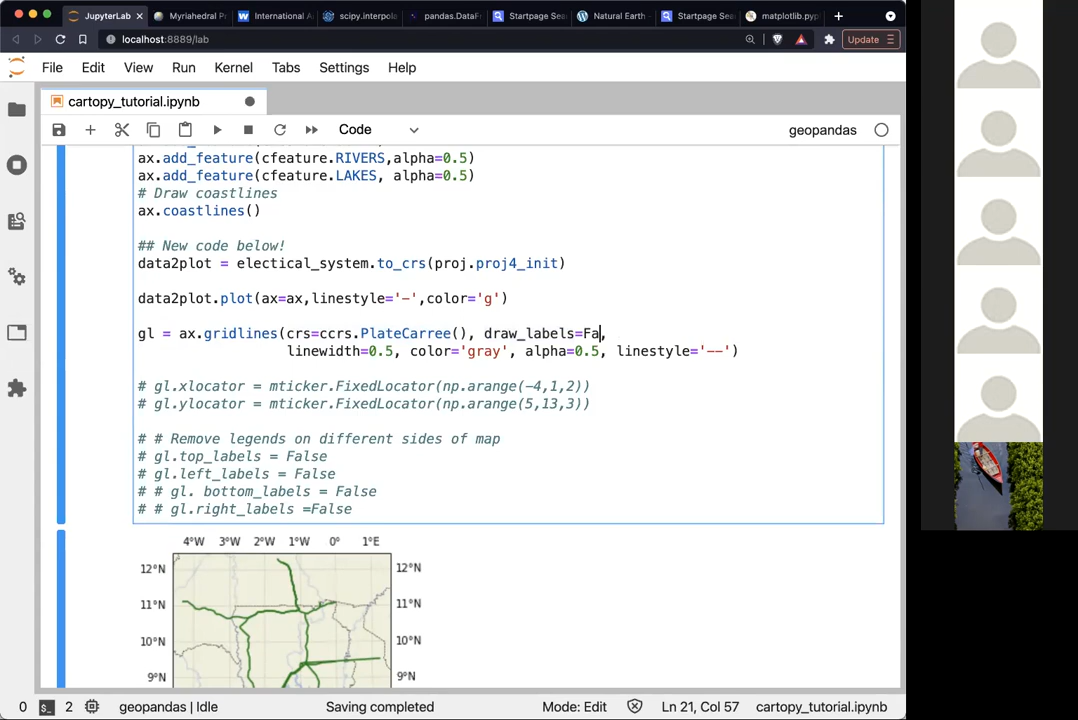 JupyterLab
Myriahedral P
International A
scipy.interpola
pandas.DataF
Startpage Sea
Natural Earth
Startpage Sea
matplotlib.pyp
localhost:8889/lab
Update
File Edit View Run Kernel Tabs Settings Help
cartopy_tutorial.ipynb
Code
geopandas
ax.add_feature(cfeature.RIVERS,alpha=0.5)
ax.add_feature(cfeature.LAKES, alpha=0.5)
# Draw coastlines
ax.coastlines()
## New code below!
data2plot = electical_system.to_crs(proj.proj4_init)
data2plot.plot(ax=ax,linestyle='-',color='g')
gl = ax.gridlines(crs=ccrs.PlateCarree(), draw_labels=Fa,
linewidth=0.5, color='gray', alpha=0.5, linestyle='--')
# gl.xlocator = mticker.FixedLocator(np.arange(-4,1,2))
# gl.ylocator = mticker.FixedLocator(np.arange(5,13,3))
# # Remove legends on different sides of map
# gl.top_labels = False
# gl.left_labels = False
# # gl. bottom_labels = False
# # gl.right_labels =False
4°W 3°W 2°W 1°W 0° 1°E
12°N 12°N
11°N 11°N
10°N 10°N
9°N 9°N
0 2 geopandas | Idle Saving completed Mode: Edit Ln 21, Col 57 cartopy_tutorial.ipynb